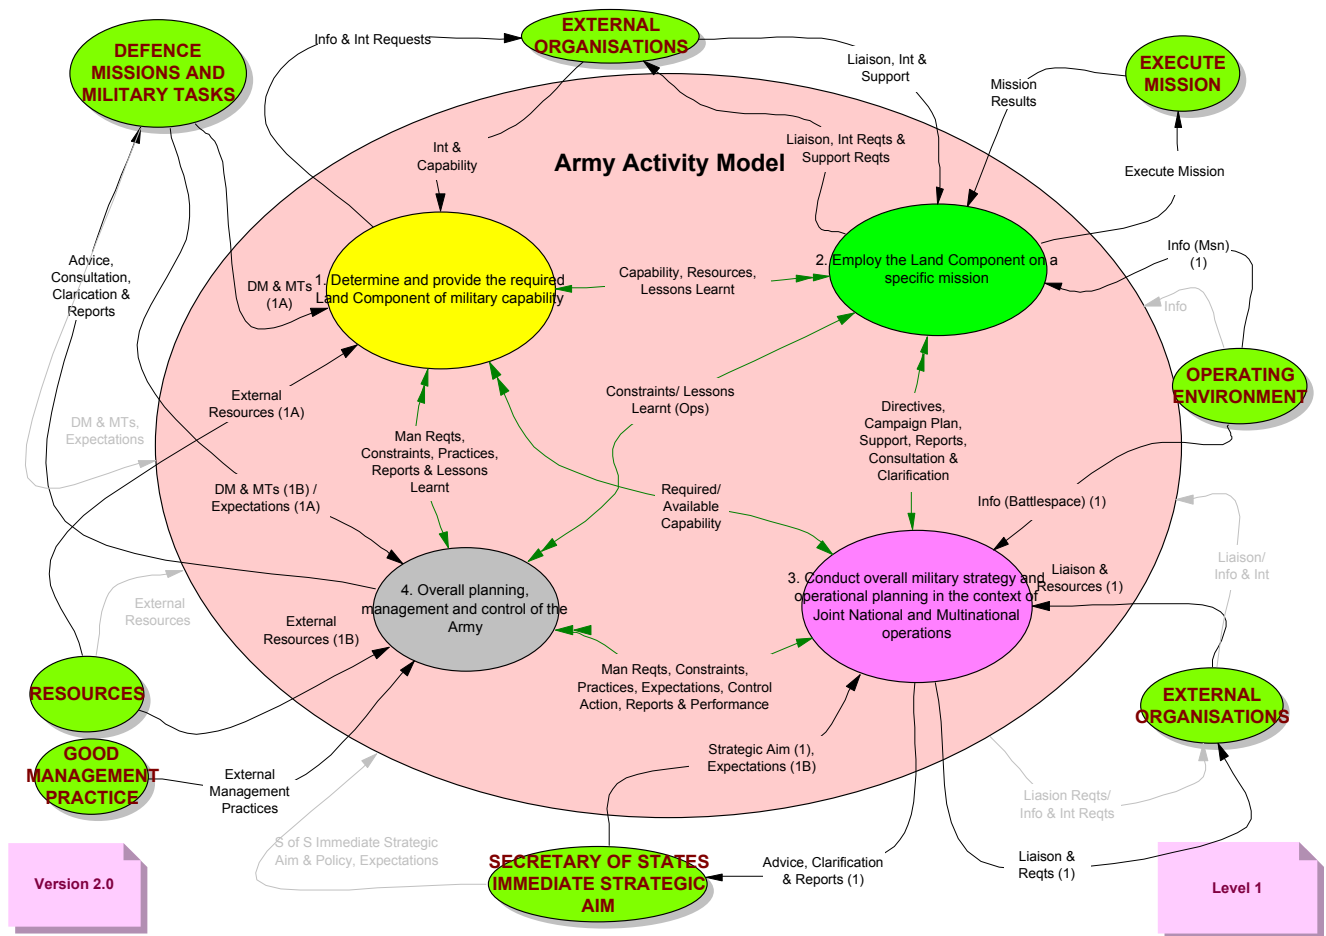 EXTERNAL
ORGANISATIONS
DEFENCE
MISSIONS AND
MILITARY TASKS
Info & Int Requests
Liaison, Int &
Support
EXECUTE
MISSION
Mission
Results
Int &
Capability
Liaison, Int Reqts &
Support Reqts
Army Activity Model
Execute Mission
Advice,
Consultation,
Clarication &
Reports
DM & MTs
(1A)
1. Determine and provide the required
Land Component of military capability
Capability, Resources,
Lessons Learnt
2. Employ the Land Component on a
specific mission
Info (Msn)
(1)
Info
OPERATING
ENVIRONMENT
External
Resources (1A)
Constraints/ Lessons
Learnt (Ops)
Directives,
Campaign Plan,
Support, Reports,
Consultation &
Clarification
DM & MTs,
Expectations
Man Reqts,
Constraints, Practices,
Reports & Lessons
Learnt
DM & MTs (1B) /
Expectations (1A)
Required/
Available
Capability
Info (Battlespace) (1)
Liaison/
Info & Int
Liaison &
Resources (1)
4. Overall planning,
management and control of the
Army
3. Conduct overall military strategy and
operational planning in the context of
Joint National and Multinational
operations
External
Resources
External
Resources (1B)
RESOURCES
Man Reqts, Constraints,
Practices, Expectations, Control
Action, Reports & Performance
EXTERNAL
ORGANISATIONS
GOOD
MANAGEMENT
PRACTICE
External
Management
Practices
Strategic Aim (1),
Expectations (1B)
Liasion Reqts/
Info & Int Reqts
S of S Immediate Strategic
Aim & Policy, Expectations
SECRETARY OF STATES
IMMEDIATE STRATEGIC
AIM
Advice, Clarification
& Reports (1)
Liaison &
Reqts (1)
Version 2.0
Level 1